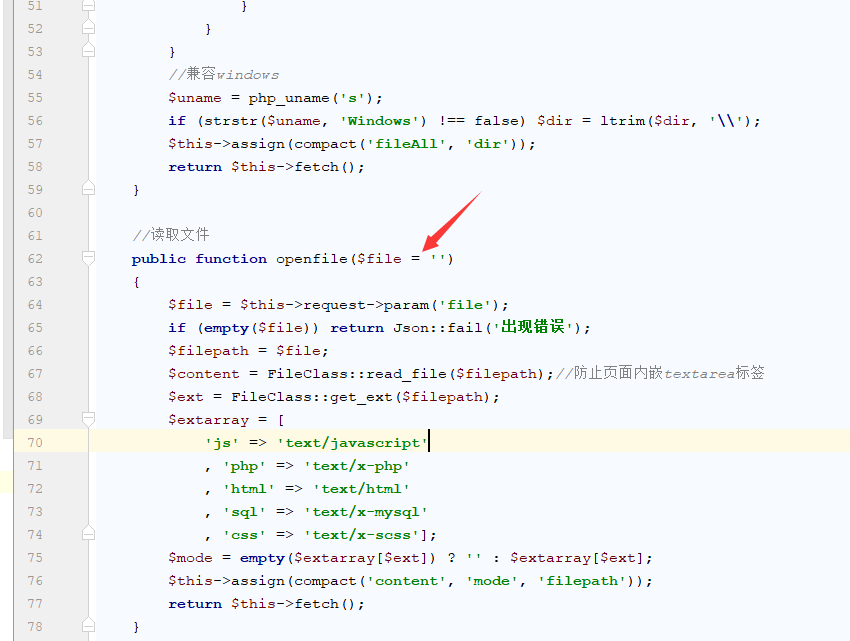 51 }
52 }
53 }
54 //兼容windows
55 $uname = php_uname('s');
56 if (strstr($uname, 'Windows') !== false) $dir = ltrim($dir, '\\');
57 $this->assign(compact('fileAll', 'dir'));
58 return $this->fetch();
59 }
60
61 //读取文件
62 public function openfile($file = '')
63 {
64 $file = $this->request->param('file');
65 if (empty($file)) return Json::fail('出现错误');
66 $filepath = $file;
67 $content = FileClass::read_file($filepath);//防止页面内嵌textarea标签
68 $ext = FileClass::get_ext($filepath);
69 $extarray = [
70 'js' => 'text/javascript'
71 , 'php' => 'text/x-php'
72 , 'html' => 'text/html'
73 , 'sql' => 'text/x-mysql'
74 , 'css' => 'text/x-scss'];
75 $mode = empty($extarray[$ext]) ? '' : $extarray[$ext];
76 $this->assign(compact('content', 'mode', 'filepath'));
77 return $this->fetch();
78 }